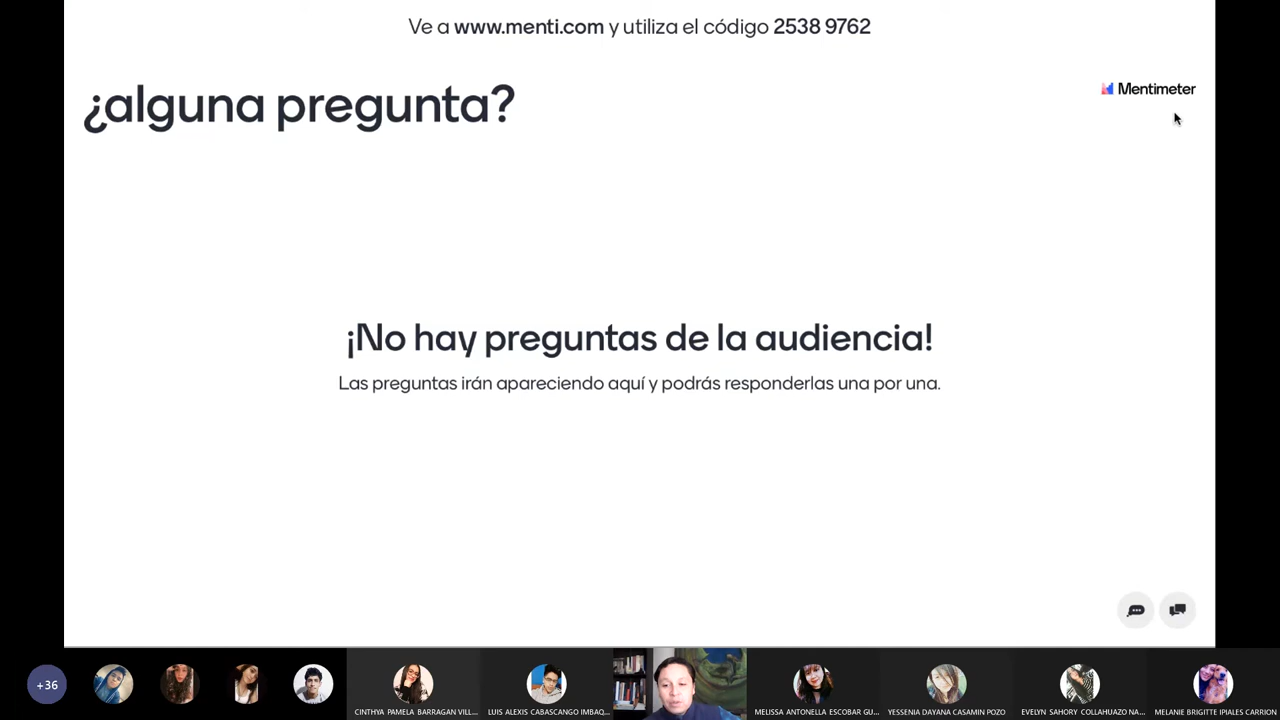 Ve a www.menti.com y utiliza el código 2538 9762
¿alguna pregunta?
Mentimeter
¡No hay preguntas de la audiencia!
Las preguntas irán apareciendo aquí y podrás responderlas una por una.
+36
CINTHYA PAMELA BARRAGAN VILL...
LUIS ALEXIS CABASCANGO IMBAQ...
MELISSA ANTONELLA ESCOBAR GU...
YESSENIA DAYANA CASAMIN POZO
EVELYN SAHORY COLLAHUAZO NA...
MELANIE BRIGITTE IPIALES CARRION